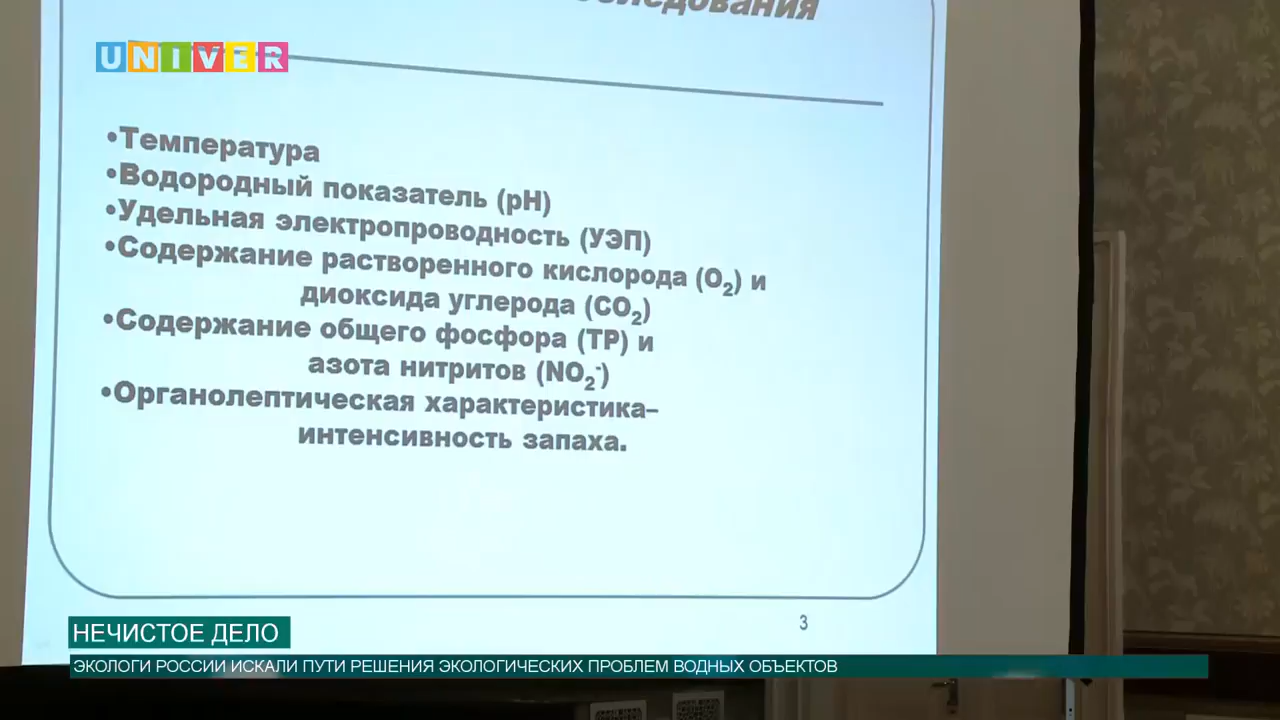 UNIVER
•Температура
•Водородный показатель (pH)
•Удельная электропроводность (УЭП)
•Содержание растворенного кислорода (O₂) и
диоксида углерода (CO₂)
•Содержание общего фосфора (TP) и
азота нитритов (NO₂⁻)
•Органолептическая характеристика–
интенсивность запаха.
3
НЕЧИСТОЕ ДЕЛО
ЭКОЛОГИ РОССИИ ИСКАЛИ ПУТИ РЕШЕНИЯ ЭКОЛОГИЧЕСКИХ ПРОБЛЕМ ВОДНЫХ ОБЪЕКТОВ